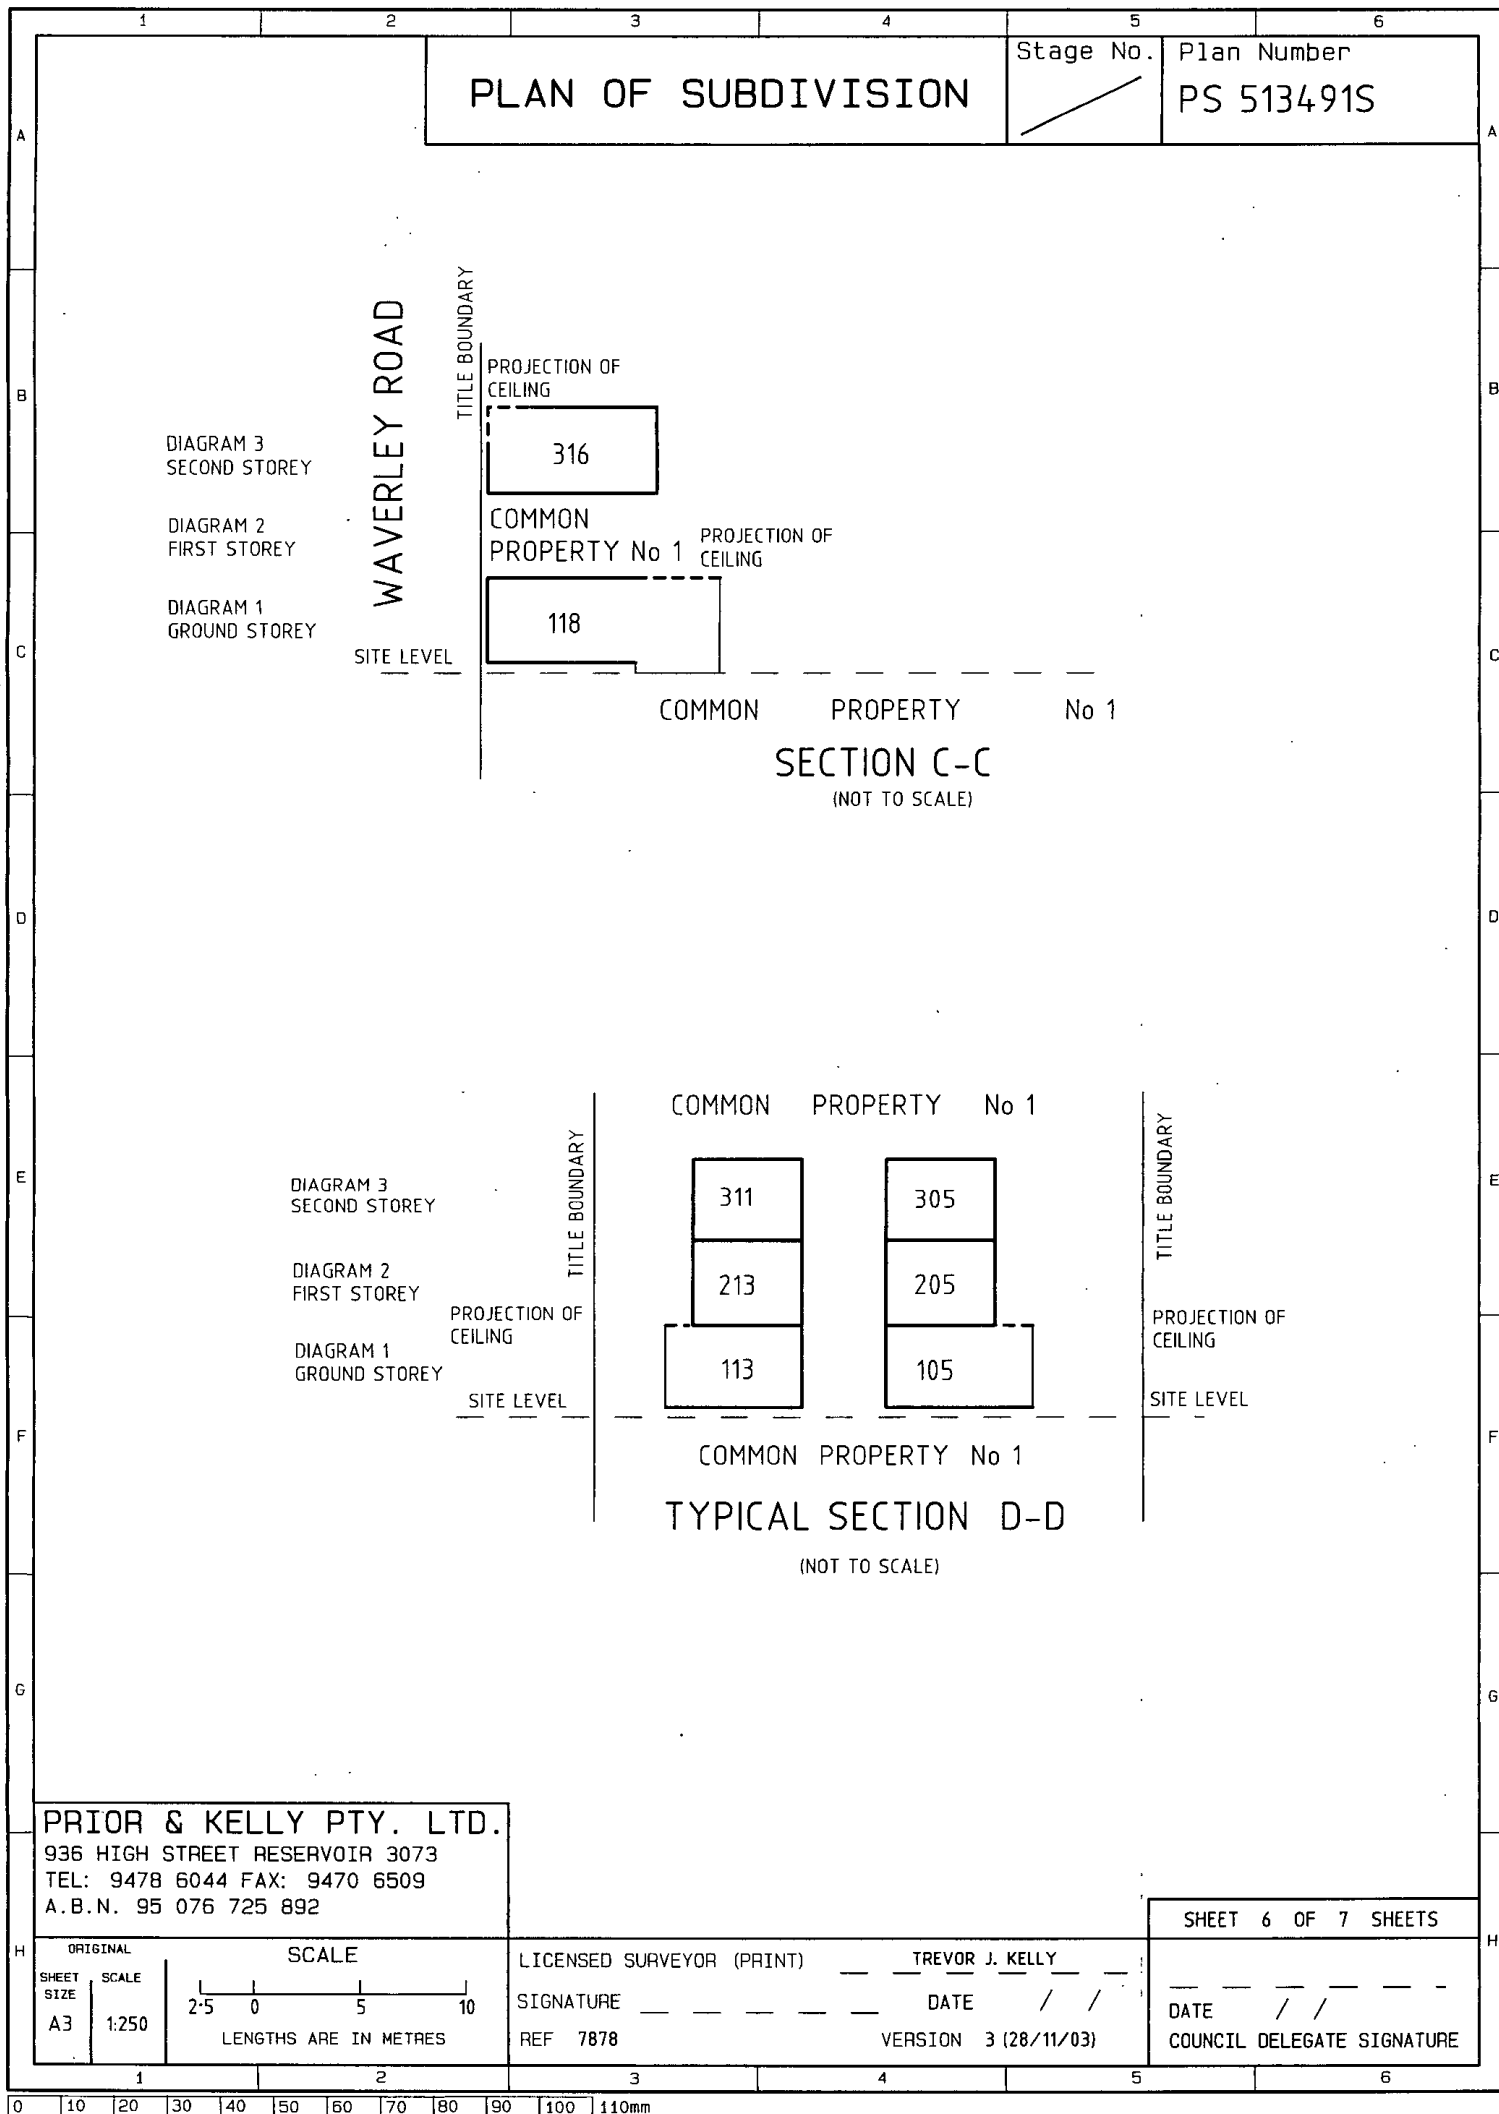 1 2 3 4 5 6
PLAN OF SUBDIVISION
Stage No.
Plan Number
PS 513491S
A A
WAVERLEY ROAD
TITLE BOUNDARY
PROJECTION OF
CEILING
B B
DIAGRAM 3
SECOND STOREY
316
DIAGRAM 2
FIRST STOREY
COMMON
PROPERTY No 1
PROJECTION OF
CEILING
DIAGRAM 1
GROUND STOREY
118
C C
SITE LEVEL
COMMON PROPERTY No 1
SECTION C-C
(NOT TO SCALE)
D D
COMMON PROPERTY No 1
TITLE BOUNDARY
TITLE BOUNDARY
E E
DIAGRAM 3
SECOND STOREY
311 305
DIAGRAM 2
FIRST STOREY
213 205
PROJECTION OF
CEILING
PROJECTION OF
CEILING
DIAGRAM 1
GROUND STOREY
113 105
SITE LEVEL SITE LEVEL
F F
COMMON PROPERTY No 1
TYPICAL SECTION D-D
(NOT TO SCALE)
G G
PRIOR & KELLY PTY. LTD.
936 HIGH STREET RESERVOIR 3073
TEL: 9478 6044 FAX: 9470 6509
A.B.N. 95 076 725 892
SHEET 6 OF 7 SHEETS
H H
ORIGINAL
SHEET
SIZE
A3
SCALE
1:250
SCALE
2·5 0 5 10
LENGTHS ARE IN METRES
LICENSED SURVEYOR (PRINT) TREVOR J. KELLY
SIGNATURE DATE / /
REF 7878 VERSION 3 (28/11/03)
DATE / /
COUNCIL DELEGATE SIGNATURE
1 2 3 4 5 6
0 10 20 30 40 50 60 70 80 90 100 110mm